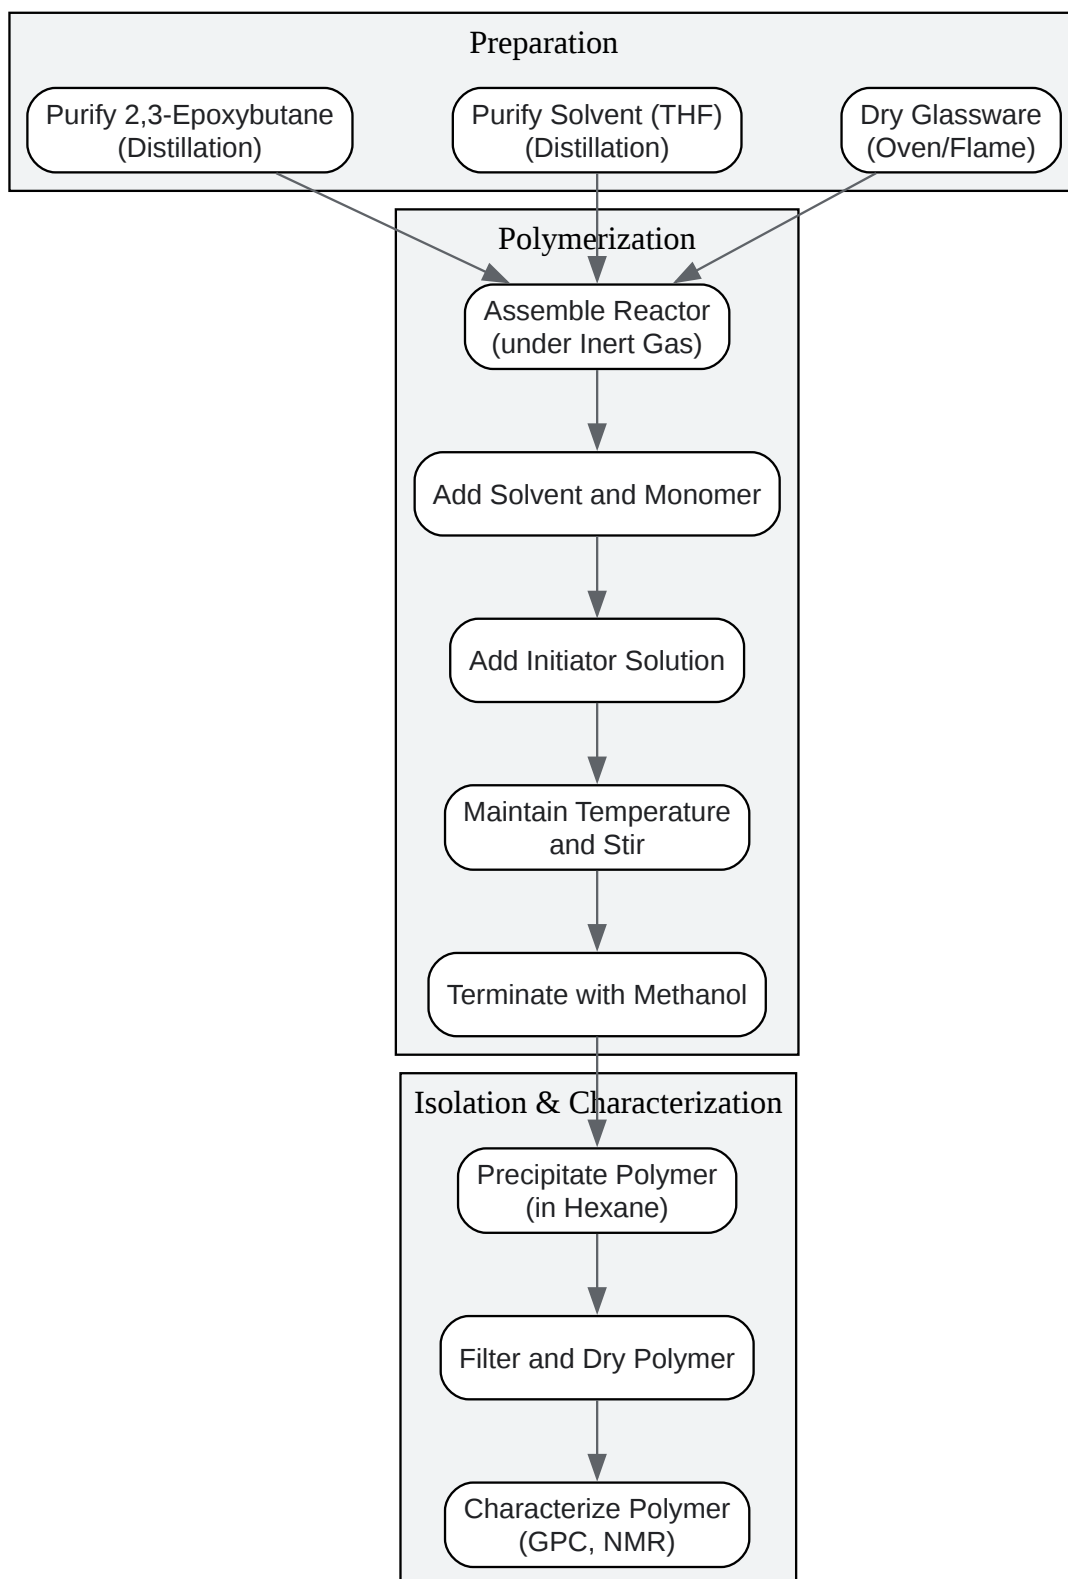 Preparation
Purify 2,3-Epoxybutane
(Distillation)
Purify Solvent (THF)
(Distillation)
Dry Glassware
(Oven/Flame)
Polymerization
Assemble Reactor
(under Inert Gas)
Add Solvent and Monomer
Add Initiator Solution
Maintain Temperature
and Stir
Terminate with Methanol
Isolation & Characterization
Precipitate Polymer
(in Hexane)
Filter and Dry Polymer
Characterize Polymer
(GPC, NMR)